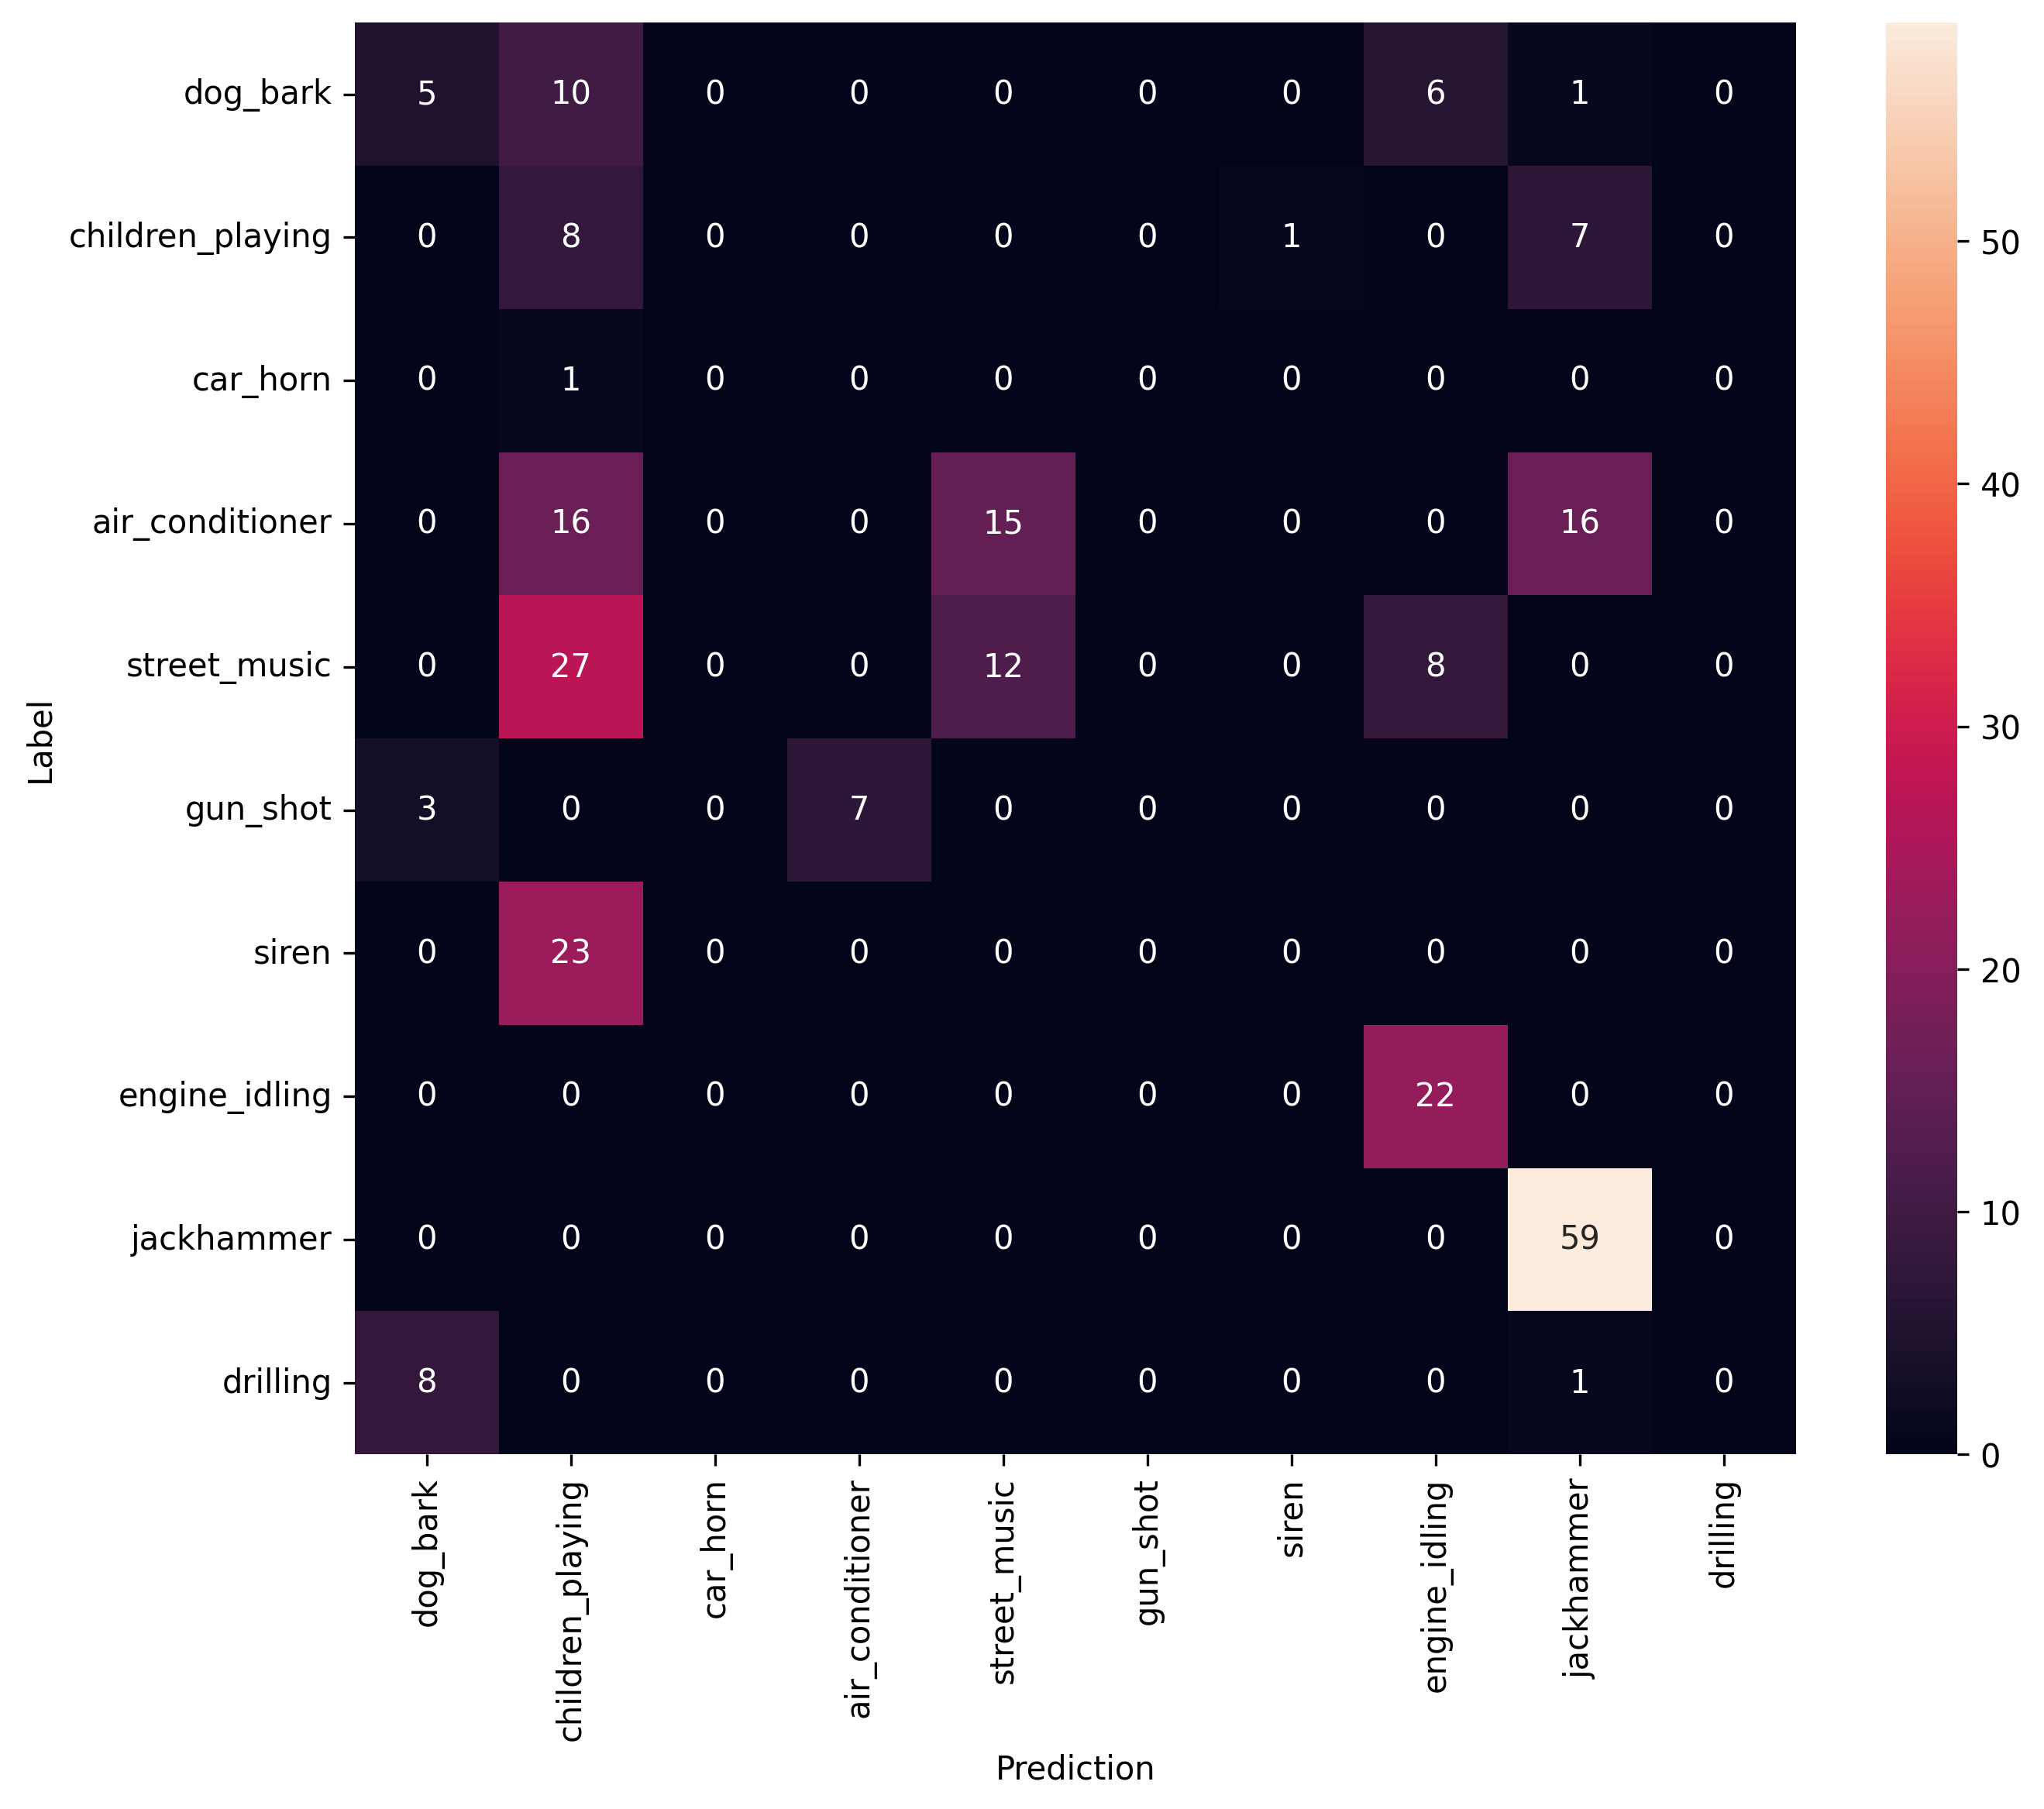 dog_bark 5 10 0 0 0 0 0 6 1 0
children_playing 0 8 0 0 0 0 1 0 7 0
car_horn 0 1 0 0 0 0 0 0 0 0
air_conditioner 0 16 0 0 15 0 0 0 16 0
street_music 0 27 0 0 12 0 0 8 0 0
gun_shot 3 0 0 7 0 0 0 0 0 0
siren 0 23 0 0 0 0 0 0 0 0
engine_idling 0 0 0 0 0 0 0 22 0 0
jackhammer 0 0 0 0 0 0 0 0 59 0
drilling 8 0 0 0 0 0 0 0 1 0
Label
dog_bark
children_playing
car_horn
air_conditioner
street_music
gun_shot
siren
engine_idling
jackhammer
drilling
Prediction
50
40
30
20
10
0